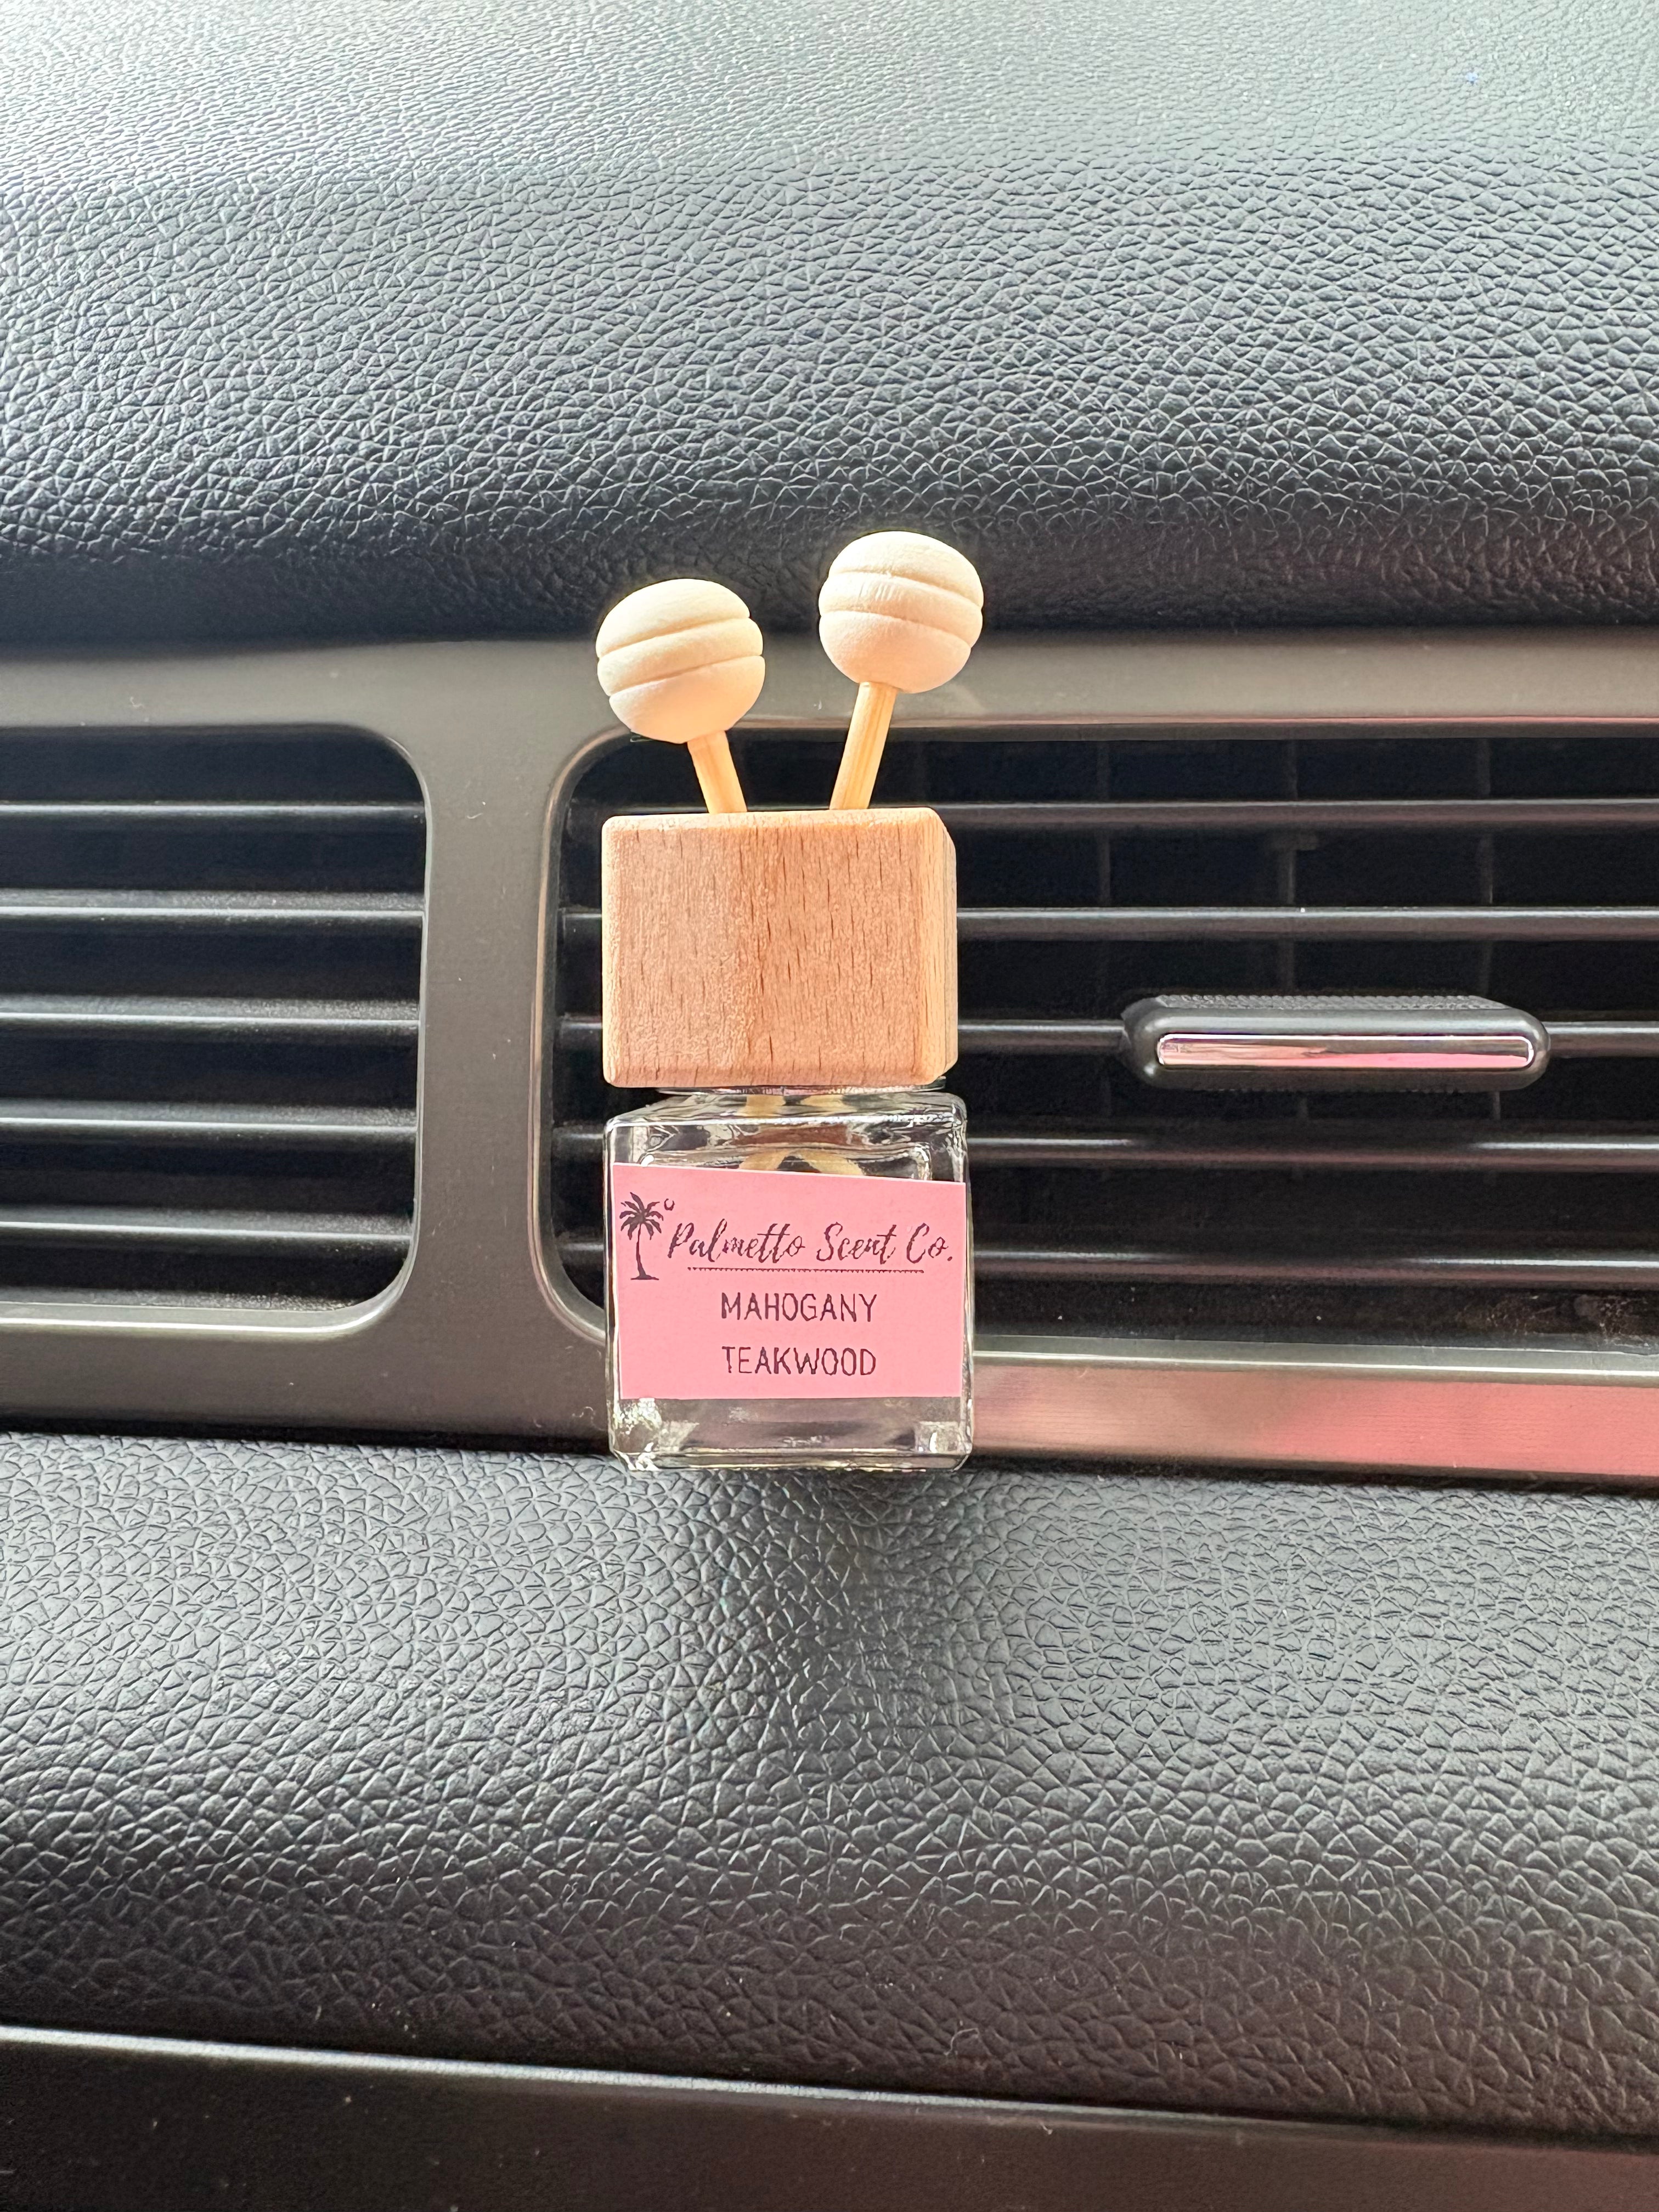 Palmetto Scent Co.
MAHOGANY
TEAKWOOD